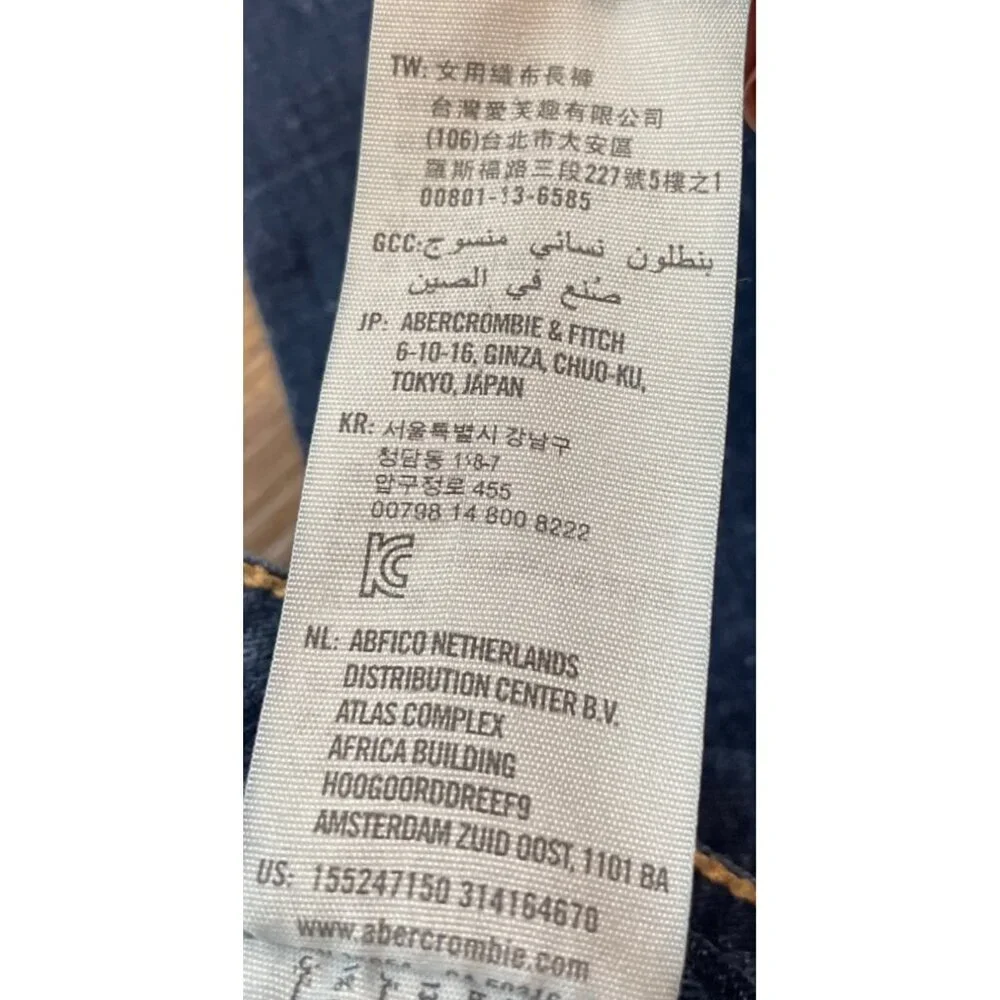 TW: 女用織布長褲
台灣愛芙趣有限公司
(106)台北市大安區
羅斯福路三段227號5樓之1
00801-13-6585
GCC: بنطلون نسائي منسوج
صُنع في الصين
JP: ABERCROMBIE & FITCH
6-10-16, GINZA, CHUO-KU,
TOKYO, JAPAN
KR: 서울특별시 강남구
청담동 118-7
압구정로 455
00798 14 800 8222
KC
NL: ABFICO NETHERLANDS
DISTRIBUTION CENTER B.V.
ATLAS COMPLEX
AFRICA BUILDING
HOOGOORDDREEF9
AMSTERDAM ZUID OOST, 1101 BA
US: 155247150 314164670
www.abercrombie.com